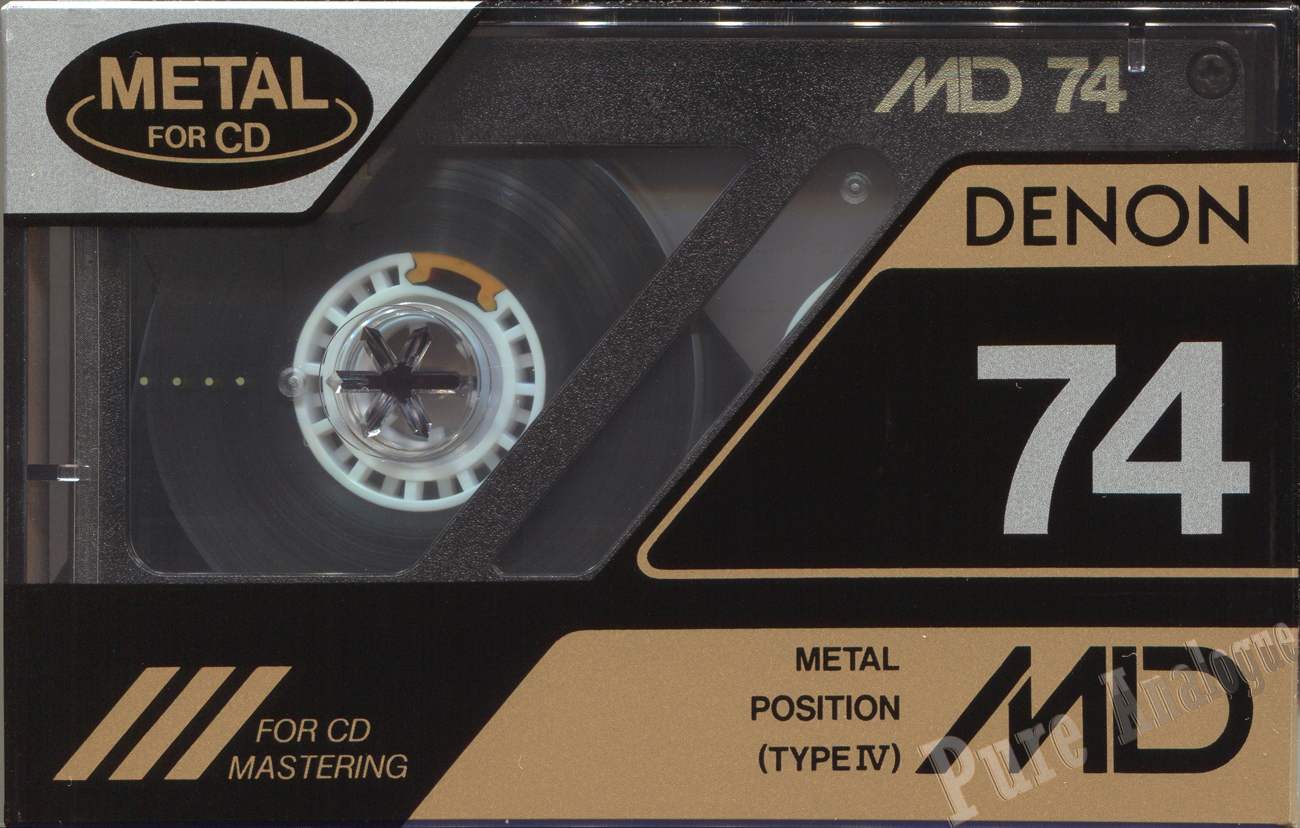 METAL
FOR CD
MD 74
DENON
74
METAL
POSITION
(TYPE IV)
MD
FOR CD
MASTERING
Pure Analogue